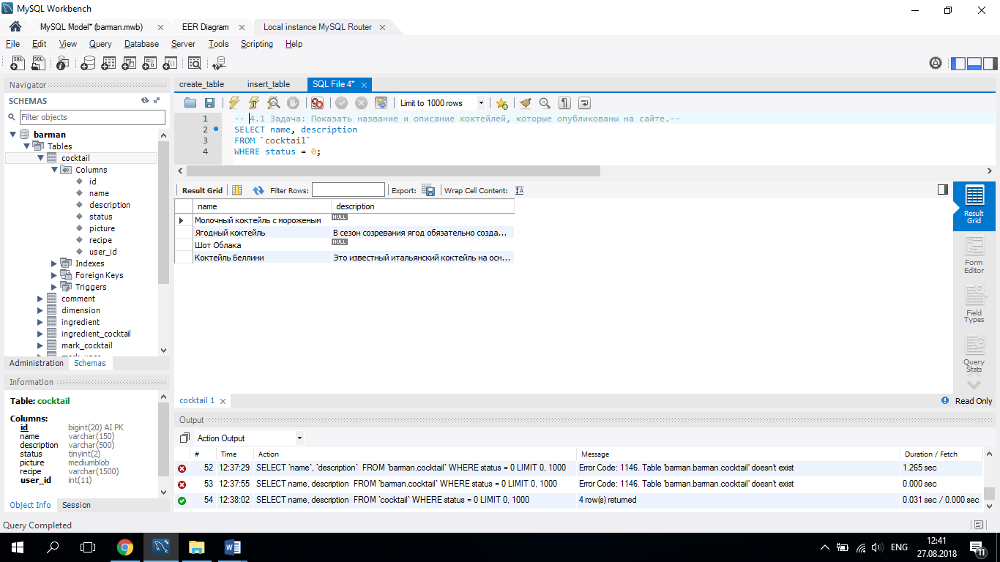 MySQL Workbench
MySQL Model* (barman.mwb) EER Diagram Local instance MySQL Router
File Edit View Query Database Server Tools Scripting Help
Navigator
SCHEMAS
Filter objects
barman
Tables
cocktail
Columns
id
name
description
status
picture
recipe
user_id
Indexes
Foreign Keys
Triggers
comment
dimension
ingredient
ingredient_cocktail
mark_cocktail
Administration Schemas
Information
Table: cocktail
Columns:
id bigint(20) AI PK
name varchar(150)
description varchar(500)
status tinyint(2)
picture mediumblob
recipe varchar(1500)
user_id int(11)
Object Info Session
create_table insert_table SQL File 4*
Limit to 1000 rows
1 -- 4.1 Задача: Показать название и описание коктейлей, которые опубликованы на сайте.--
2 SELECT name, description
3 FROM `cocktail`
4 WHERE status = 0;
Result Grid Filter Rows: Export: Wrap Cell Content:
name description
Молочный коктейль с мороженым NULL
Ягодный коктейль В сезон созревания ягод обязательно созда...
Шот Облака NULL
Коктейль Беллини Это известный итальянский коктейль на осн...
Result
Grid
Form
Editor
Field
Types
Query
Stats
cocktail 1 Read Only
Output
Action Output
# Time Action Message Duration / Fetch
52 12:37:29 SELECT `name`, `description` FROM `barman.cocktail` WHERE status = 0 LIMIT 0, 1000 Error Code: 1146. Table 'barman.barman.cocktail' doesn't exist 1.265 sec
53 12:37:55 SELECT name, description FROM `barman.cocktail` WHERE status = 0 LIMIT 0, 1000 Error Code: 1146. Table 'barman.barman.cocktail' doesn't exist 0.000 sec
54 12:38:02 SELECT name, description FROM `cocktail` WHERE status = 0 LIMIT 0, 1000 4 row(s) returned 0.031 sec / 0.000 sec
Query Completed
ENG
12:41
27.08.2018
11